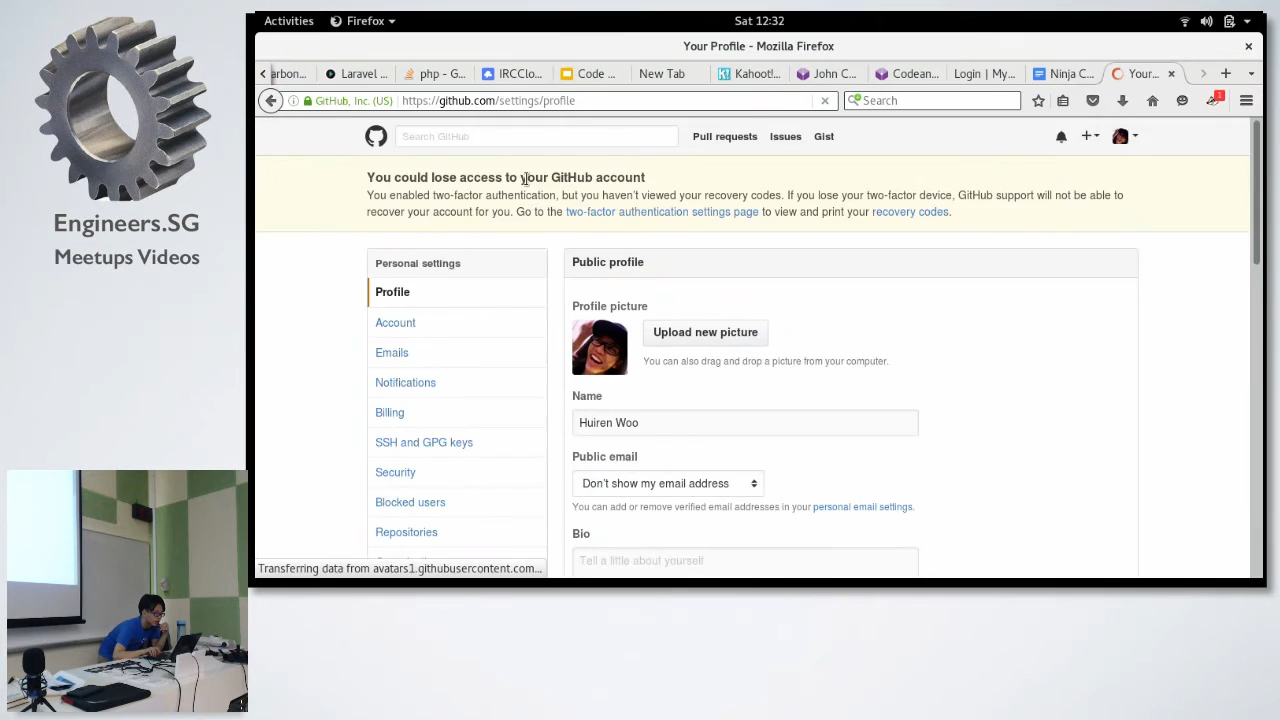 Activities
Firefox
Sat 12:32
Your Profile - Mozilla Firefox
arbon...
Laravel ...
php - G...
IRCClo...
Code ...
New Tab
Kahoot!...
John C...
Codean...
Login | My...
Ninja C...
Your...
GitHub, Inc. (US)
https://github.com/settings/profile
Search
1
Search GitHub
Pull requests
Issues
Gist
You could lose access to your GitHub account
You enabled two-factor authentication, but you haven't viewed your recovery codes. If you lose your two-factor device, GitHub support will not be able to
recover your account for you. Go to the two-factor authentication settings page to view and print your recovery codes.
Engineers.SG
Meetups Videos
Personal settings
Profile
Account
Emails
Notifications
Billing
SSH and GPG keys
Security
Blocked users
Repositories
Public profile
Profile picture
Upload new picture
You can also drag and drop a picture from your computer.
Name
Huiren Woo
Public email
Don't show my email address
You can add or remove verified email addresses in your personal email settings.
Bio
Tell a little about yourself
Transferring data from avatars1.githubusercontent.com...